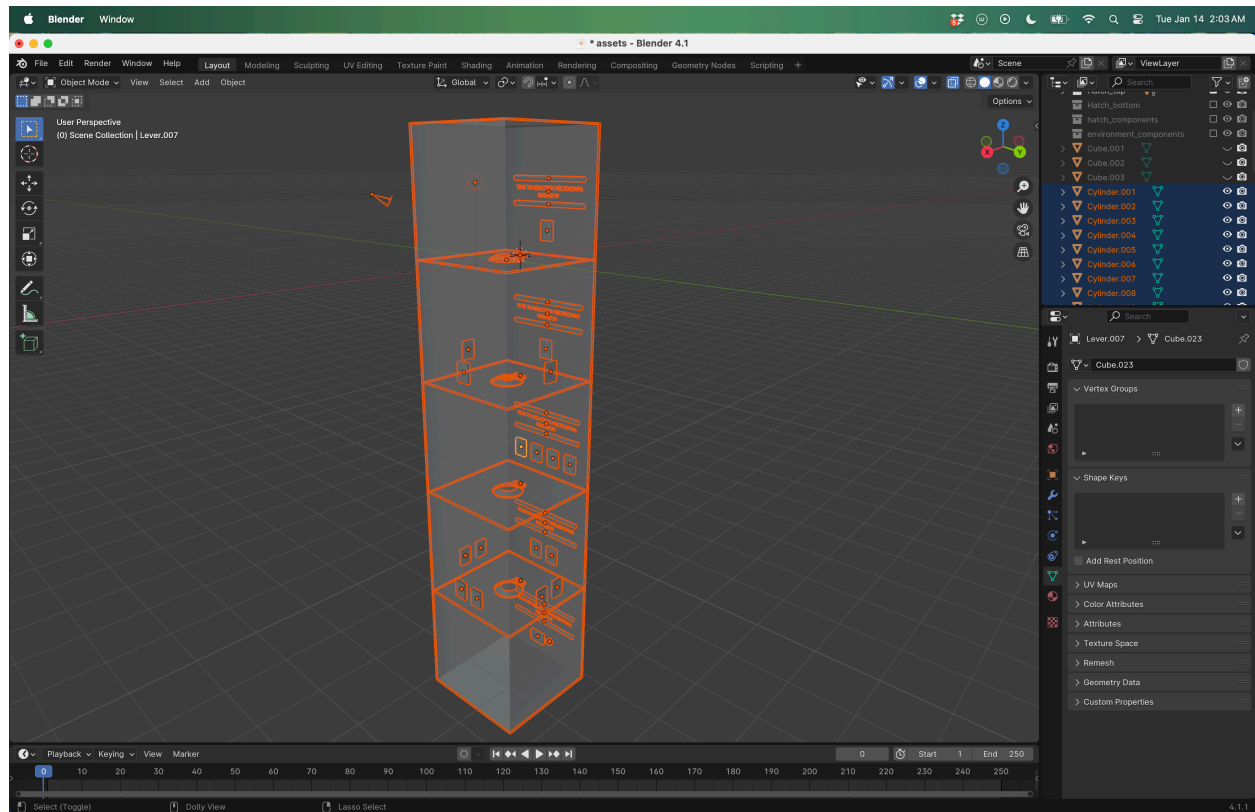 Blender Window
Tue Jan 14 2:03 AM
* assets - Blender 4.1
File Edit Render Window Help Layout Modeling Sculpting UV Editing Texture Paint Shading Animation Rendering Compositing Geometry Nodes Scripting +
Scene ViewLayer
Object Mode View Select Add Object Global
Search
Options
User Perspective
(0) Scene Collection | Lever.007
Z
X
Y
Hatch_top
Hatch_bottom
hatch_components
environment_components
Cube.001
Cube.002
Cube.003
Cylinder.001
Cylinder.002
Cylinder.003
Cylinder.004
Cylinder.005
Cylinder.006
Cylinder.007
Cylinder.008
Search
Lever.007 > Cube.023
Cube.023
Vertex Groups
Shape Keys
Add Rest Position
UV Maps
Color Attributes
Attributes
Texture Space
Remesh
Geometry Data
Custom Properties
Playback Keying View Marker
0 Start 1 End 250
0 10 20 30 40 50 60 70 80 90 100 110 120 130 140 150 160 170 180 190 200 210 220 230 240 250
Select (Toggle) Dolly View Lasso Select 4.1.1